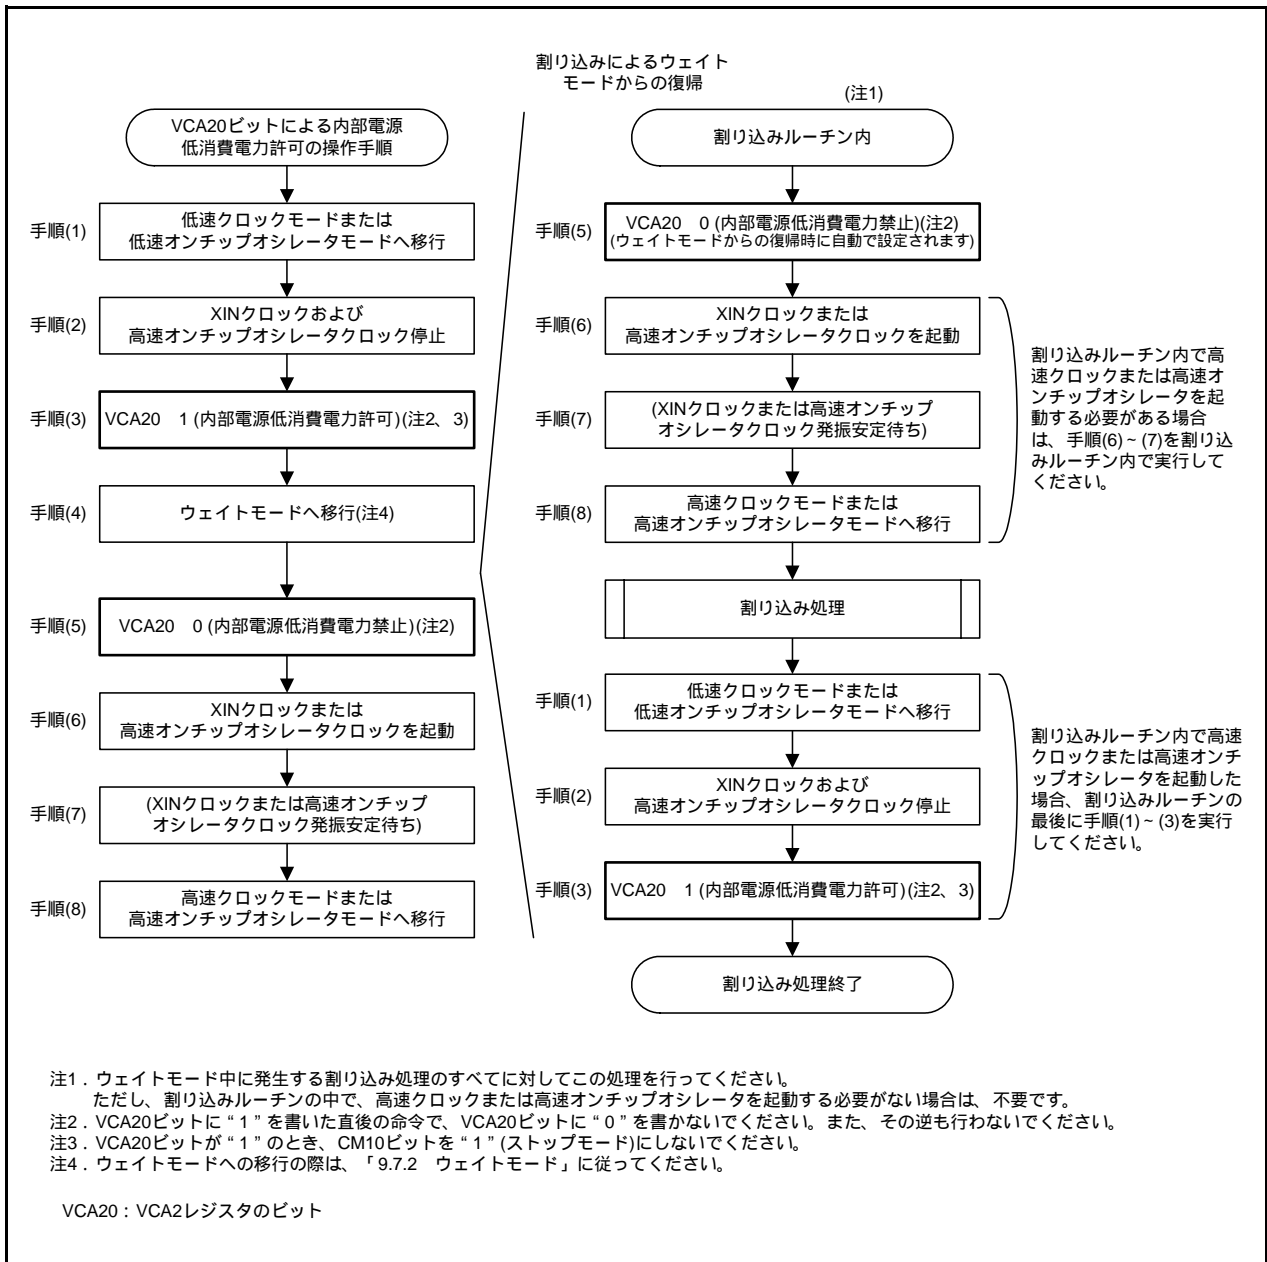 割り込みによるウェイト
モードからの復帰
VCA20ビットによる内部電源
低消費電力許可の操作手順
手順(1)
低速クロックモードまたは
低速オンチップオシレータモードへ移行
手順(2)
XINクロックおよび
高速オンチップオシレータクロック停止
手順(3)
VCA20　1 (内部電源低消費電力許可)(注2、3)
手順(4)
ウェイトモードへ移行(注4)
手順(5)
VCA20　0 (内部電源低消費電力禁止)(注2)
手順(6)
XINクロックまたは
高速オンチップオシレータクロックを起動
手順(7)
(XINクロックまたは高速オンチップ
オシレータクロック発振安定待ち)
手順(8)
高速クロックモードまたは
高速オンチップオシレータモードへ移行
(注1)
割り込みルーチン内
手順(5)
VCA20　0 (内部電源低消費電力禁止)(注2)
(ウェイトモードからの復帰時に自動で設定されます)
手順(6)
XINクロックまたは
高速オンチップオシレータクロックを起動
手順(7)
(XINクロックまたは高速オンチップ
オシレータクロック発振安定待ち)
手順(8)
高速クロックモードまたは
高速オンチップオシレータモードへ移行
割り込みルーチン内で高
速クロックまたは高速オ
ンチップオシレータを起
動する必要がある場合
は、手順(6)～(7)を割り込
みルーチン内で実行して
ください。
割り込み処理
手順(1)
低速クロックモードまたは
低速オンチップオシレータモードへ移行
手順(2)
XINクロックおよび
高速オンチップオシレータクロック停止
手順(3)
VCA20　1 (内部電源低消費電力許可)(注2、3)
割り込みルーチン内で高速
クロックまたは高速オンチ
ップオシレータを起動した
場合、割り込みルーチンの
最後に手順(1)～(3)を実行
してください。
割り込み処理終了
注1．ウェイトモード中に発生する割り込み処理のすべてに対してこの処理を行ってください。
ただし、割り込みルーチンの中で、高速クロックまたは高速オンチップオシレータを起動する必要がない場合は、不要です。
注2．VCA20ビットに“1”を書いた直後の命令で、VCA20ビットに“0”を書かないでください。また、その逆も行わないでください。
注3．VCA20ビットが“1”のとき、CM10ビットを“1”(ストップモード)にしないでください。
注4．ウェイトモードへの移行の際は、「9.7.2　ウェイトモード」に従ってください。
VCA20：VCA2レジスタのビット